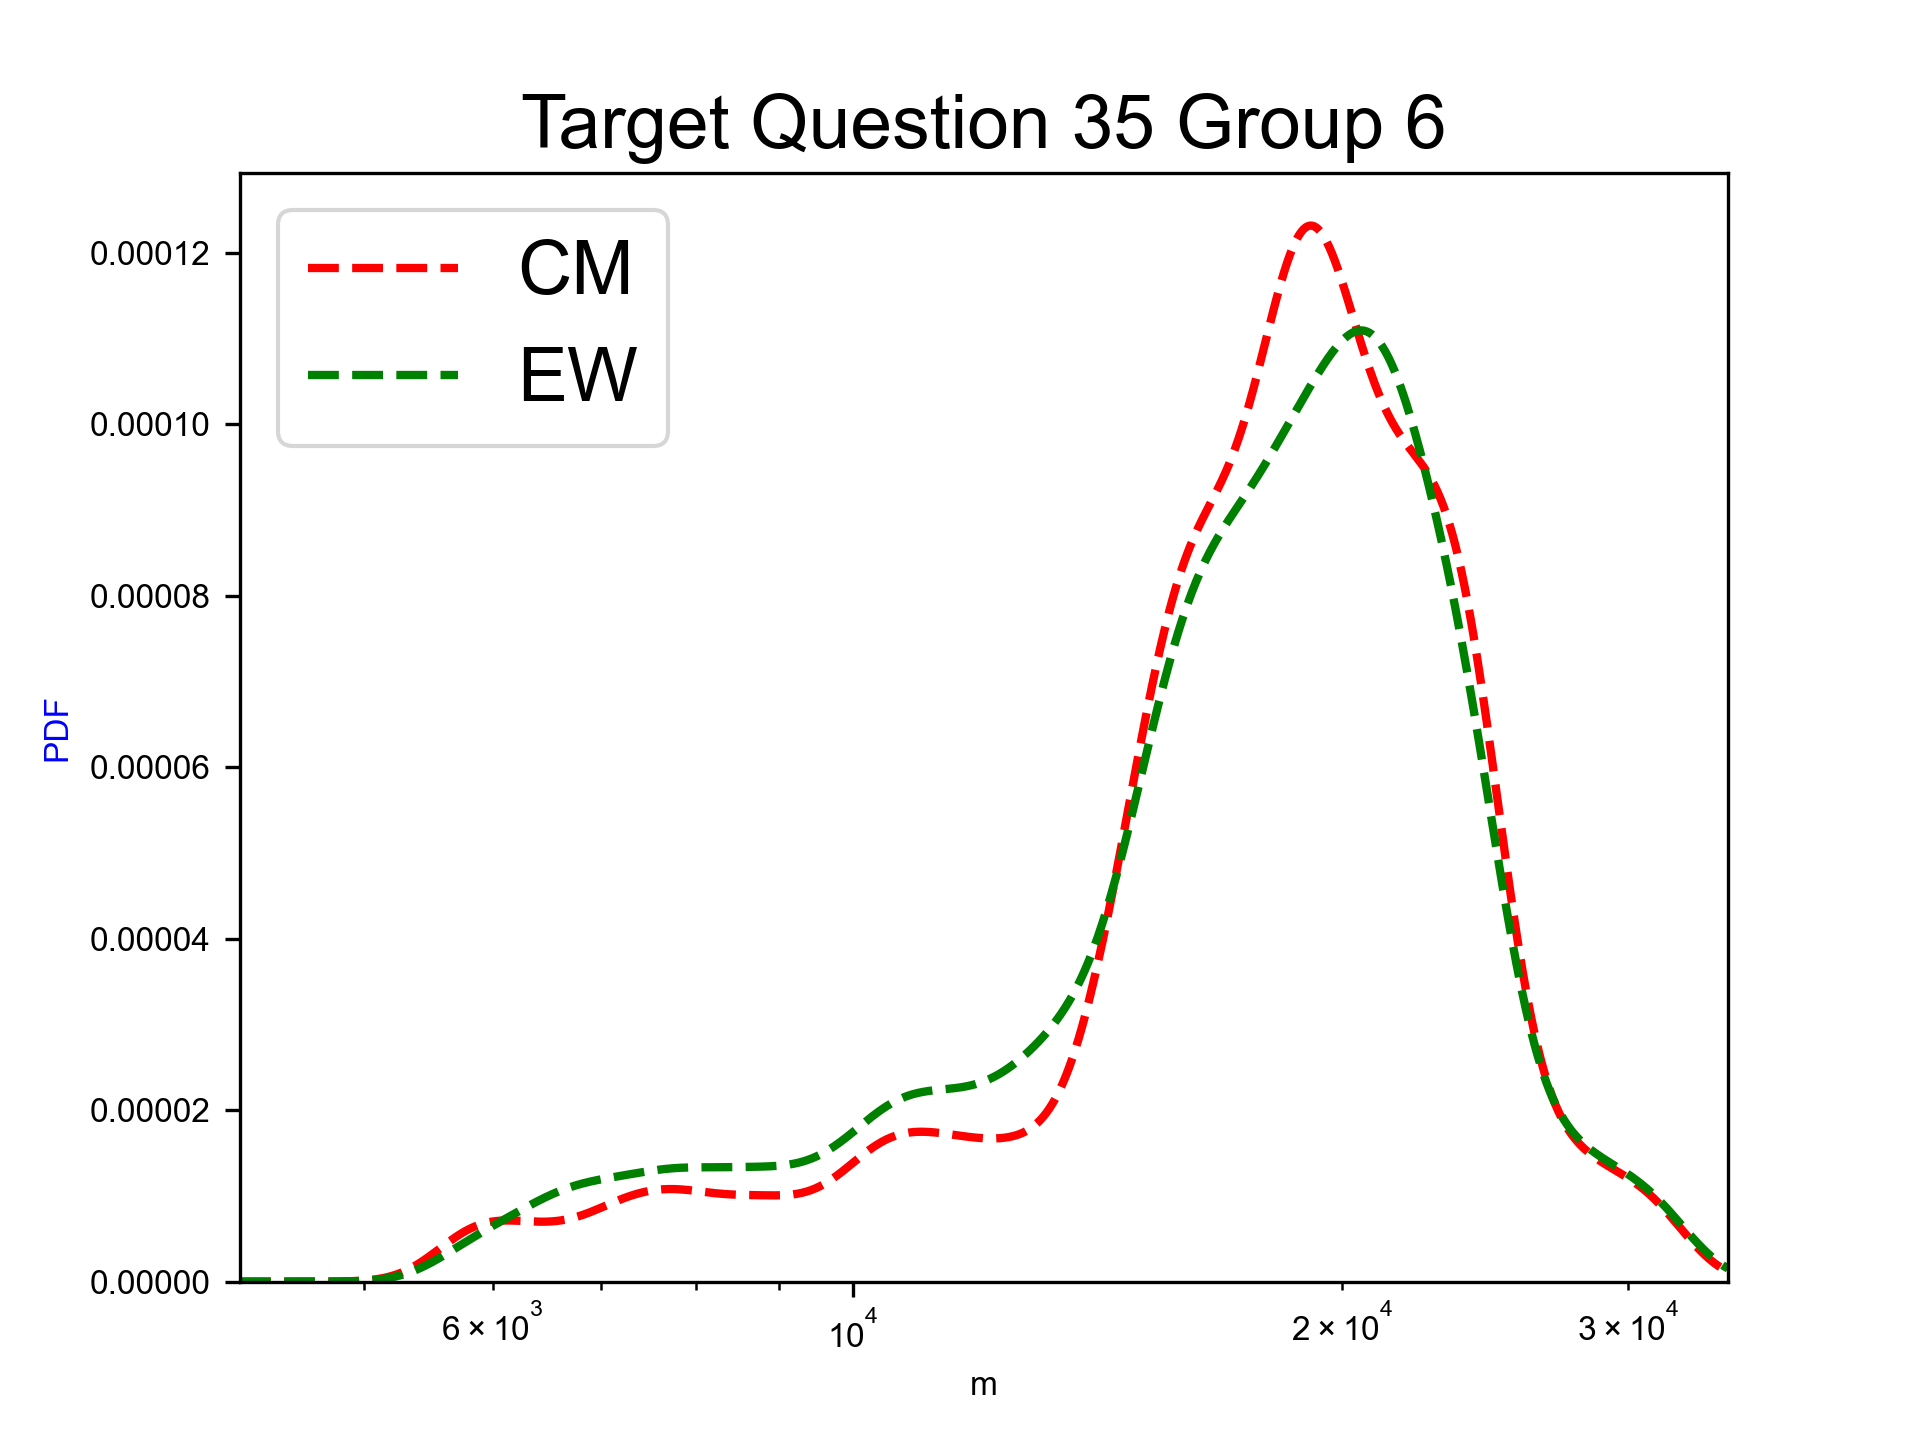 Target Question 35 Group 6
CM
EW
0.00012
0.00010
0.00008
0.00006
0.00004
0.00002
0.00000
PDF
6 × 10³
10⁴
2 × 10⁴
3 × 10⁴
m